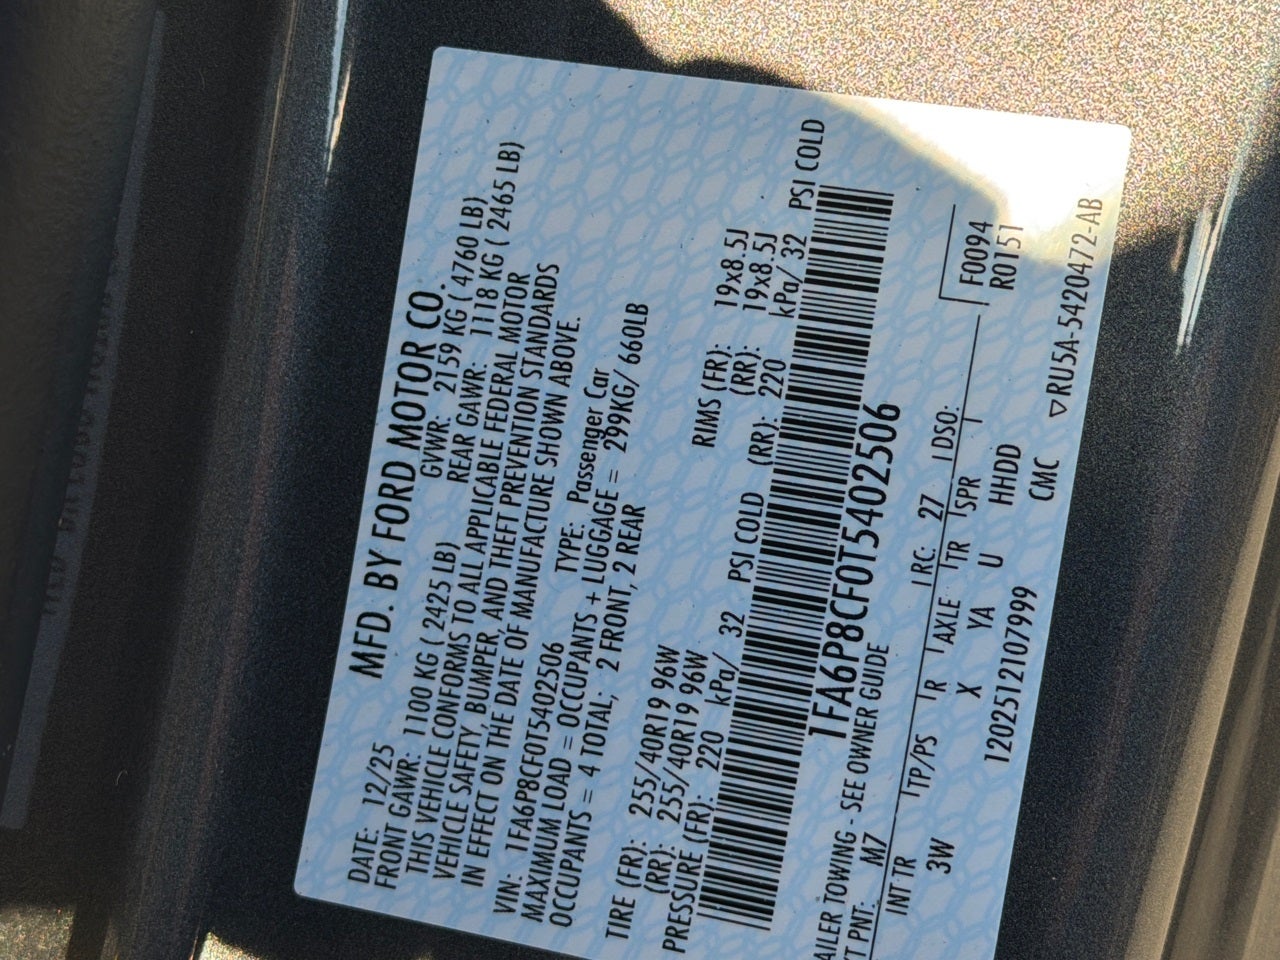 MFD. BY FORD MOTOR CO.
DATE: 12/25 GVWR: 2159 KG ( 4760 LB)
FRONT GAWR: 1100 KG ( 2425 LB) REAR GAWR: 1118 KG ( 2465 LB)
THIS VEHICLE CONFORMS TO ALL APPLICABLE FEDERAL MOTOR
VEHICLE SAFETY, BUMPER, AND THEFT PREVENTION STANDARDS
IN EFFECT ON THE DATE OF MANUFACTURE SHOWN ABOVE.
VIN: 1FA6P8CF0T5402506 TYPE: Passenger Car
MAXIMUM LOAD = OCCUPANTS + LUGGAGE = 299KG/ 660LB
OCCUPANTS = 4 TOTAL; 2 FRONT, 2 REAR
TIRE (FR): 255/40R19 96W RIMS (FR): 19x8.5J
(RR): 255/40R19 96W (RR): 19x8.5J
PRESSURE (FR): 220 kPa/ 32 PSI COLD (RR): 220 kPa/ 32 PSI COLD
1FA6P8CF0T5402506
AILER TOWING - SEE OWNER GUIDE
XT PNT: M7 RC: 27 DSO:
INT TR TP/PS R AXLE TR SPR F0094
3W X YA U HHDD R0151
1202512107999 CMC ▽RU5A-5420472-AB